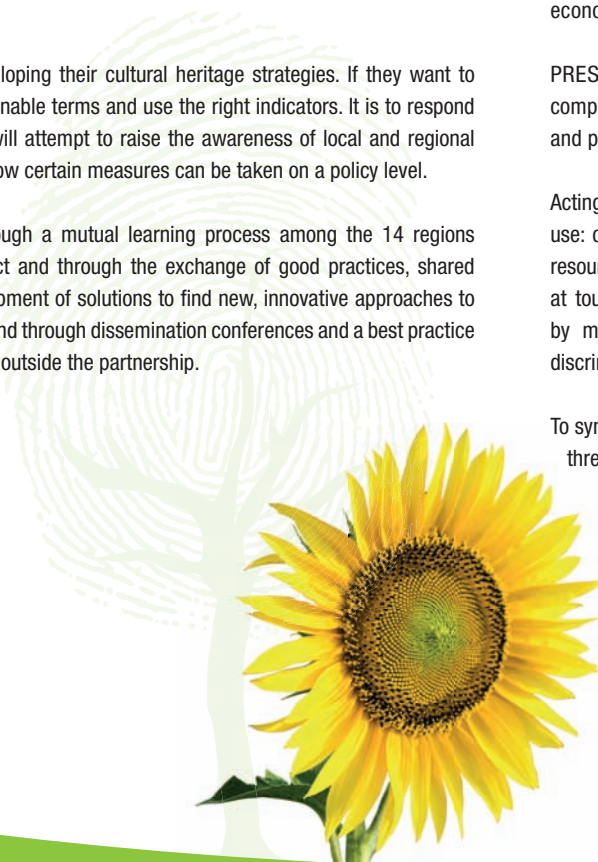 loping their cultural heritage strategies. If they want to
nable terms and use the right indicators. It is to respond
will attempt to raise the awareness of local and regional
ow certain measures can be taken on a policy level.
ugh a mutual learning process among the 14 regions
ct and through the exchange of good practices, shared
pment of solutions to find new, innovative approaches to
nd through dissemination conferences and a best practice
outside the partnership.
econo
PRES
comp
and p
Acting
use: c
resour
at tou
by m
discrir
To syn
thre